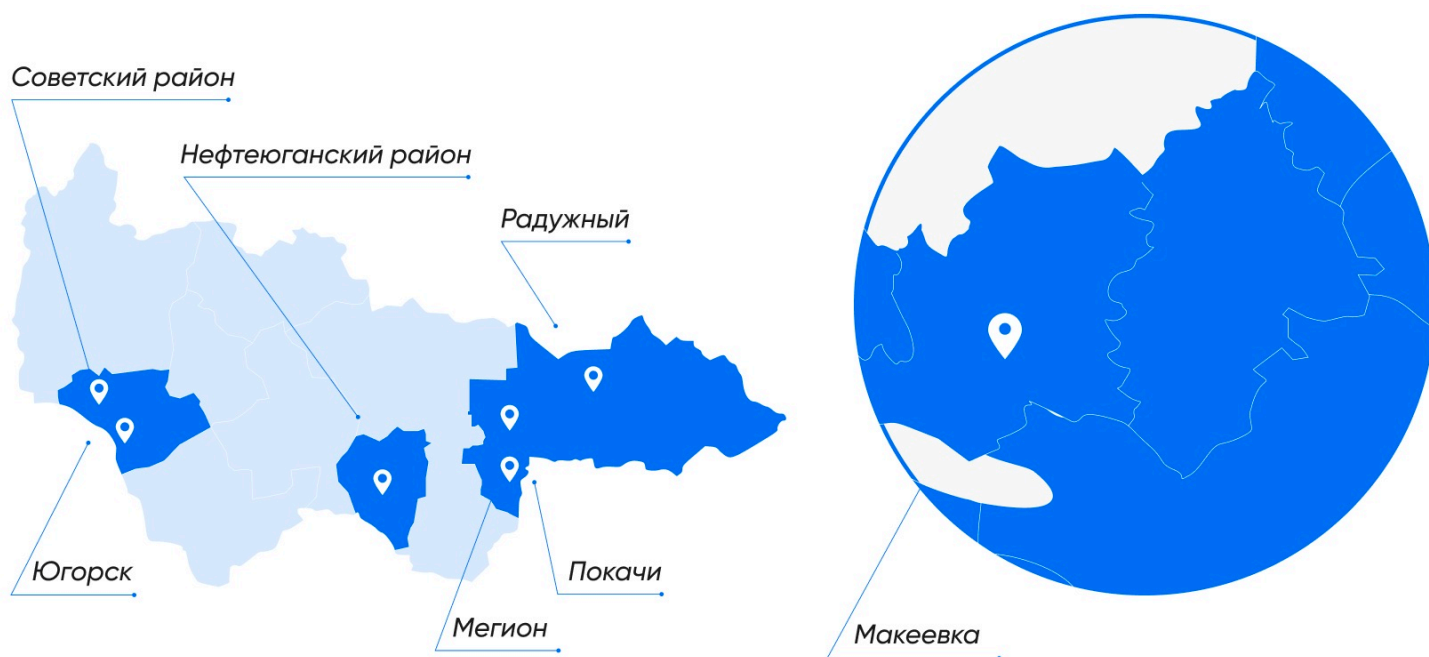 Советский район
Нефтеюганский район
Радужный
Югорск
Покачи
Мегион
Макеевка